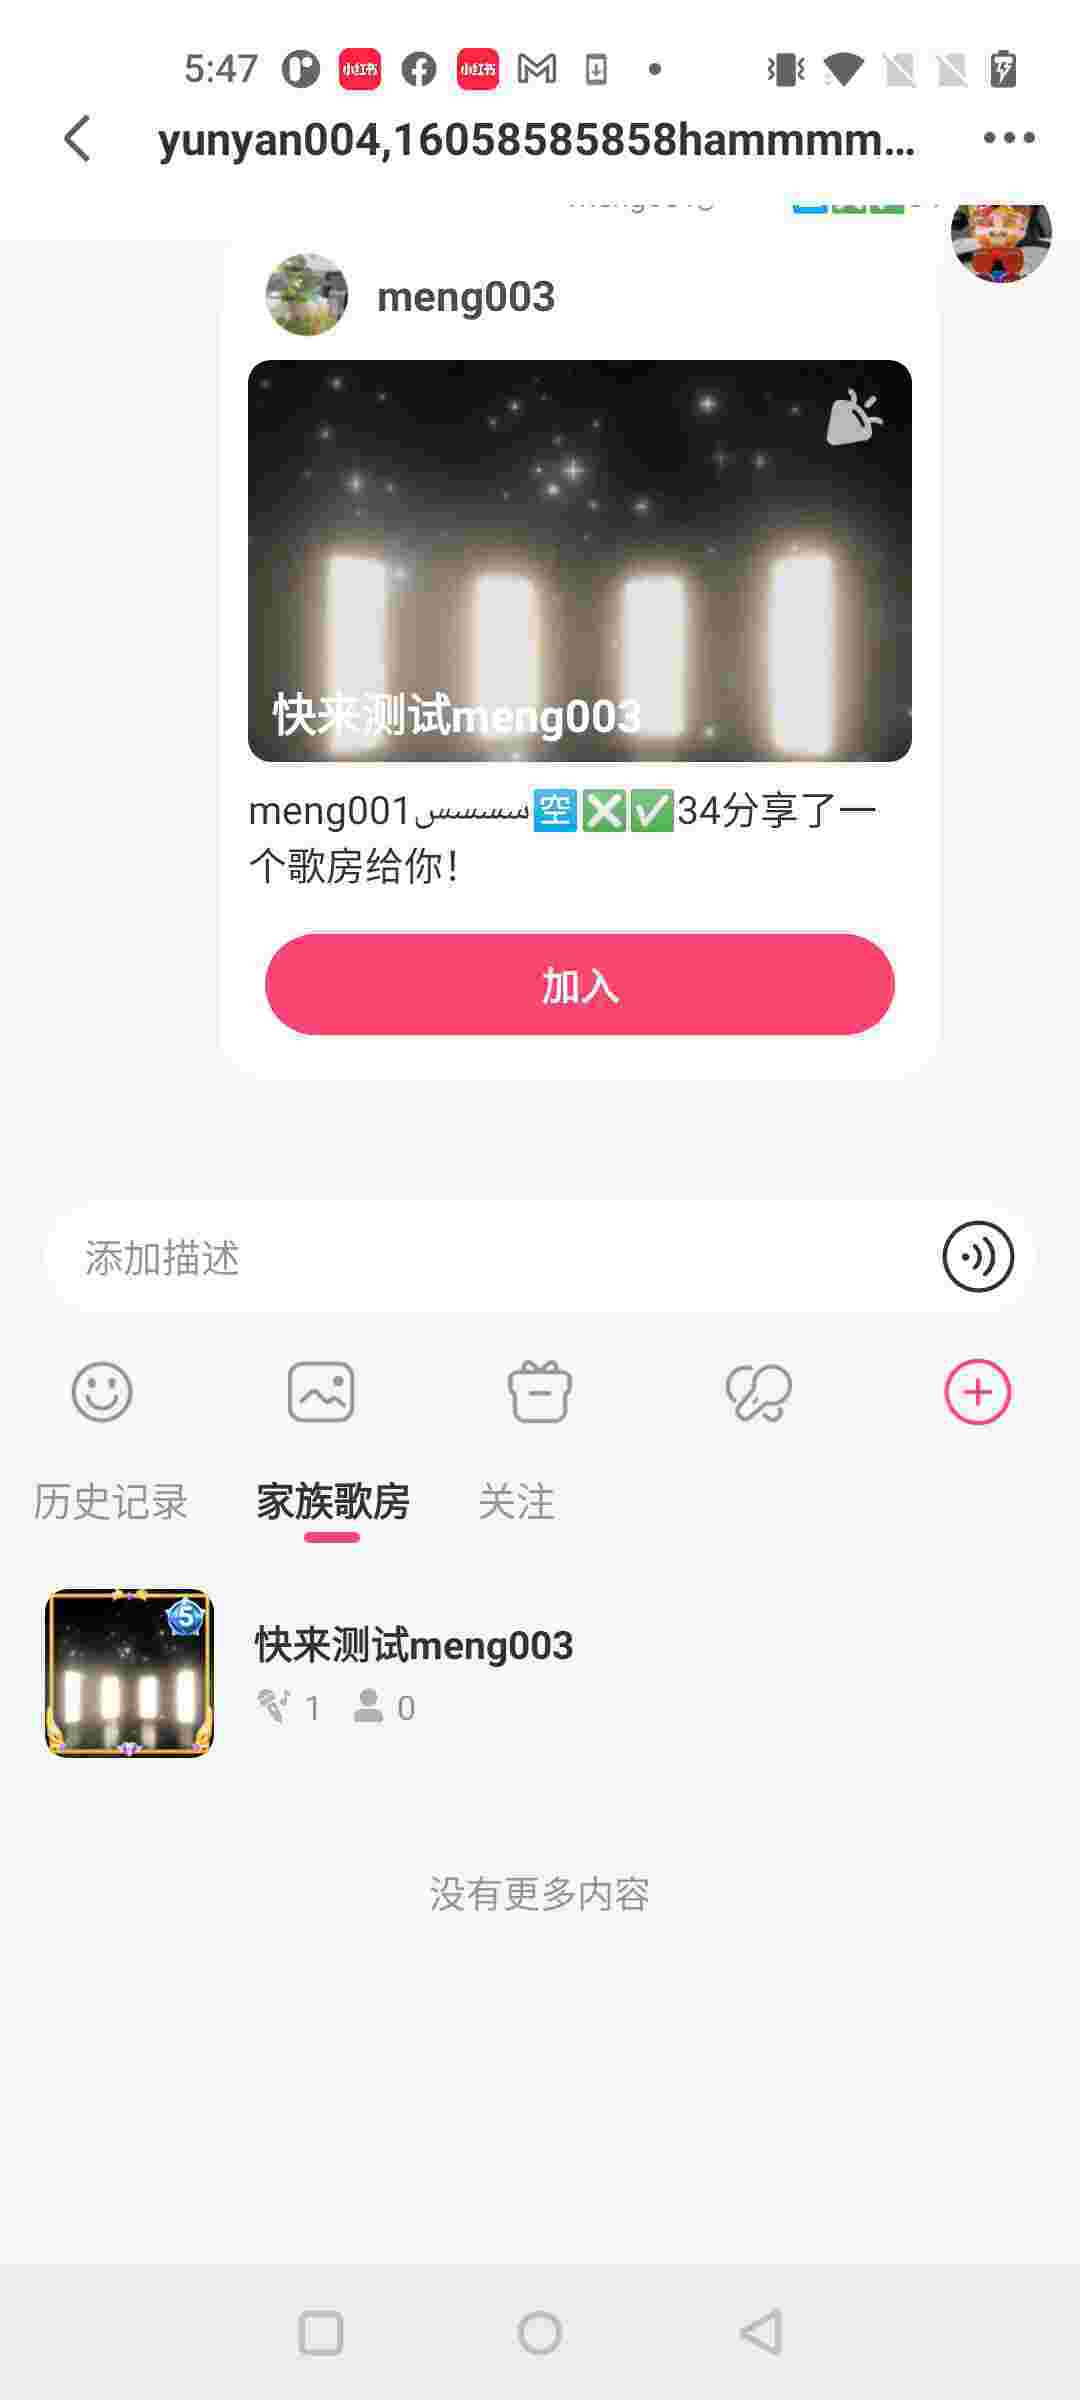 5:47
小红书
小红书
yunyan004,16058585858hammmm...
meng003
快来测试meng003
meng001سسسسس🈳❎✅34分享了一
个歌房给你！
加入
添加描述
历史记录 家族歌房 关注
5
快来测试meng003
1 0
没有更多内容